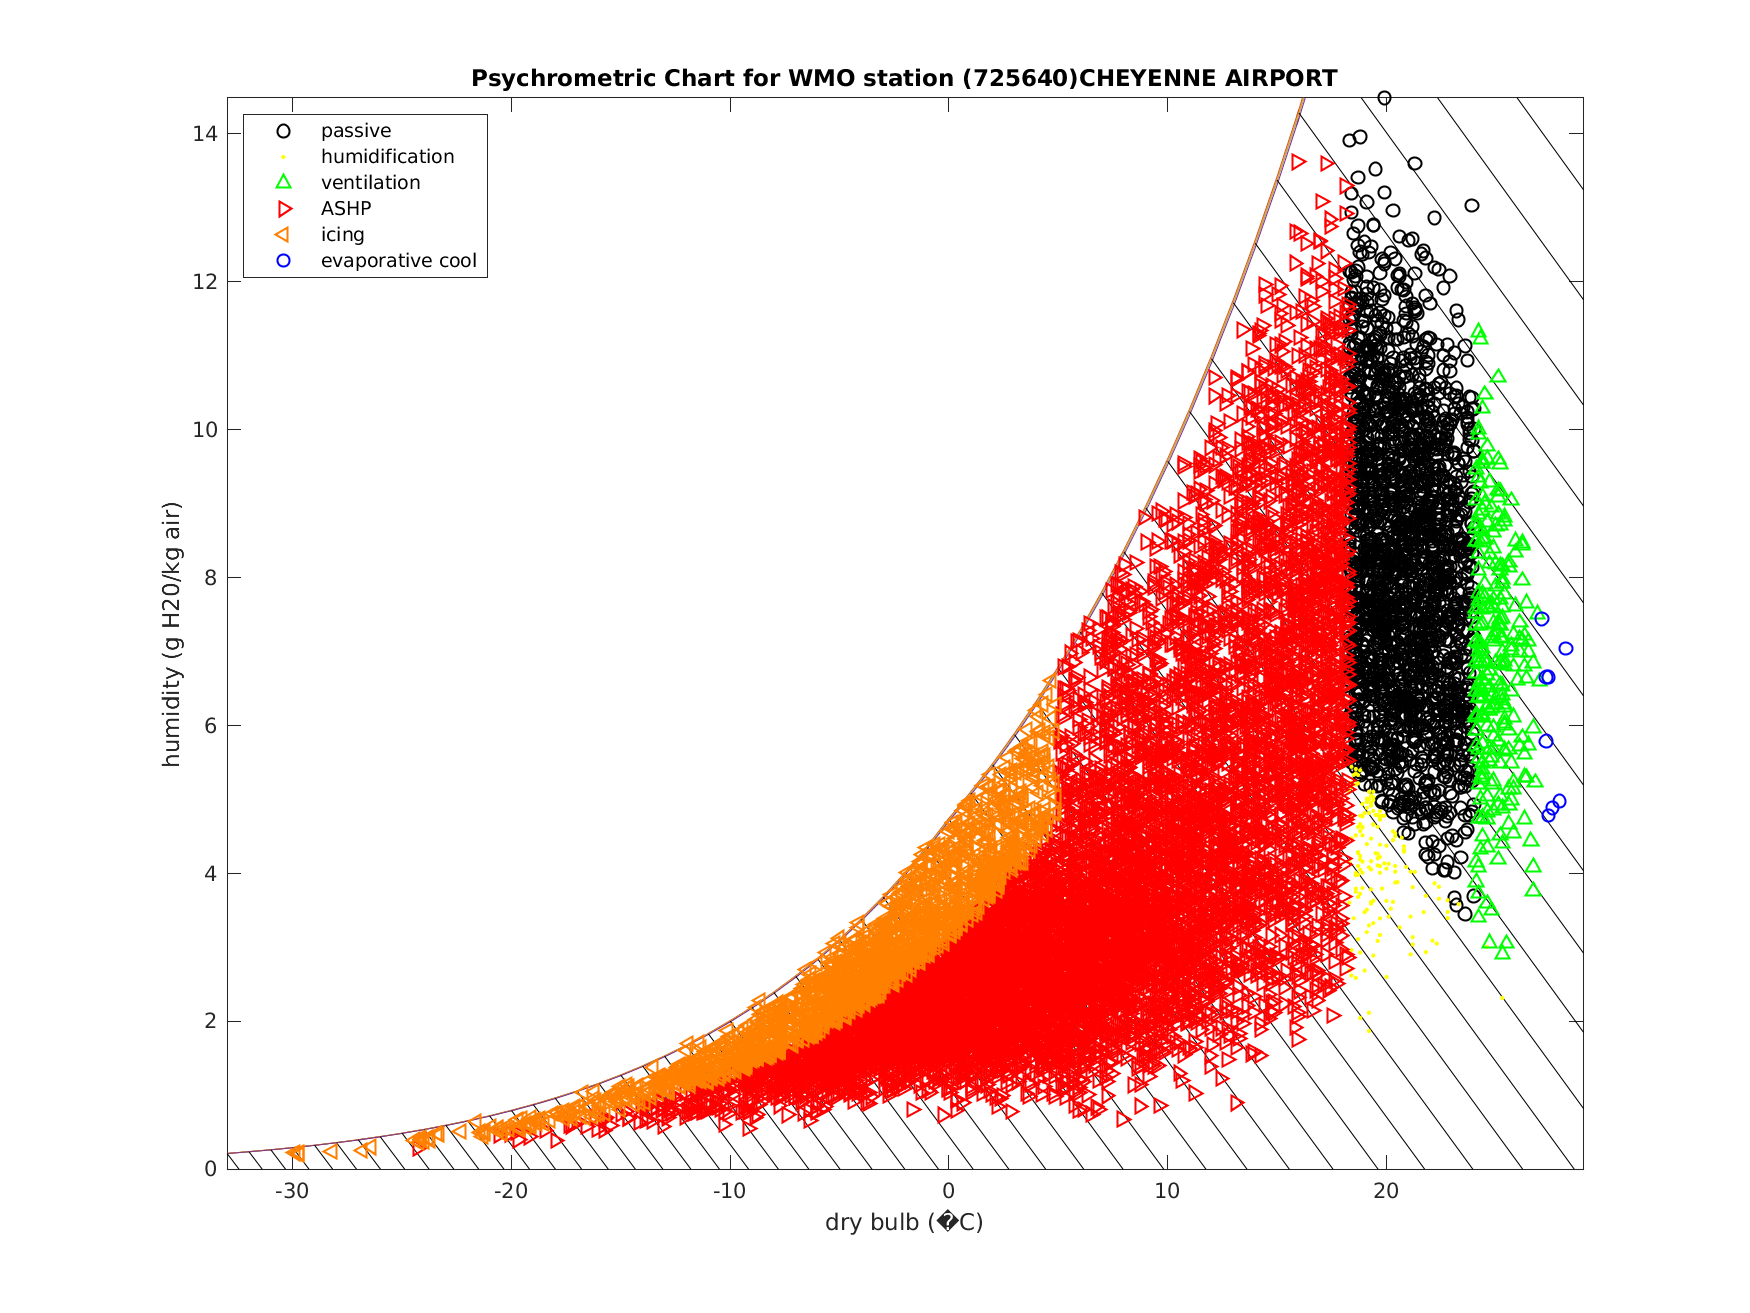 Psychrometric Chart for WMO station (725640)CHEYENNE AIRPORT
passive
humidification
ventilation
ASHP
icing
evaporative cool
humidity (g H20/kg air)
14
12
10
8
6
4
2
0
-30 -20 -10 0 10 20
dry bulb (�C)